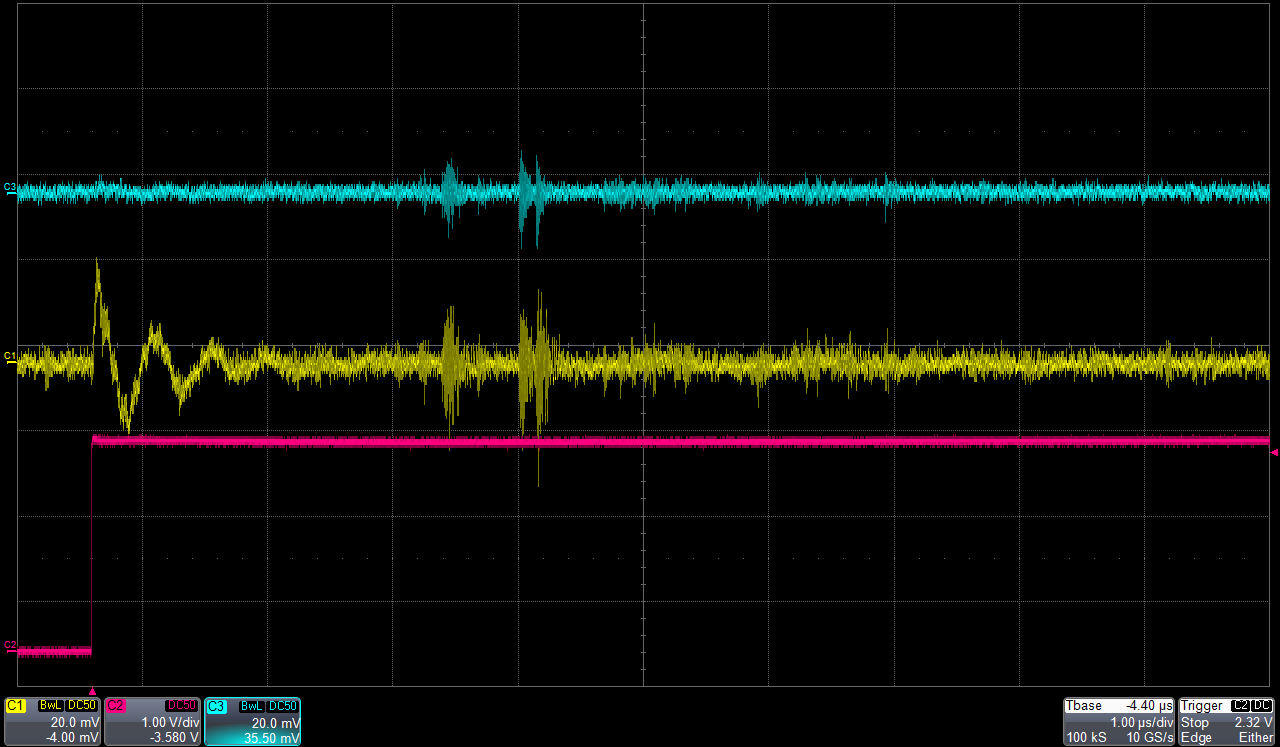 C3
C1
C2
C1 BwL DC50
20.0 mV
-4.00 mV
C2 DC50
1.00 V/div
-3.580 V
C3 BwL DC50
20.0 mV
35.50 mV
Tbase -4.40 µs
1.00 µs/div
100 kS 10 GS/s
Trigger C2 DC
Stop 2.32 V
Edge Either